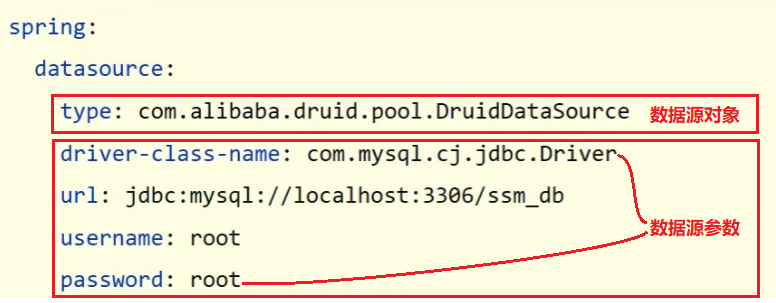 spring:
datasource:
type: com.alibaba.druid.pool.DruidDataSource 数据源对象
driver-class-name: com.mysql.cj.jdbc.Driver
url: jdbc:mysql://localhost:3306/ssm_db
数据源参数
username: root
password: root